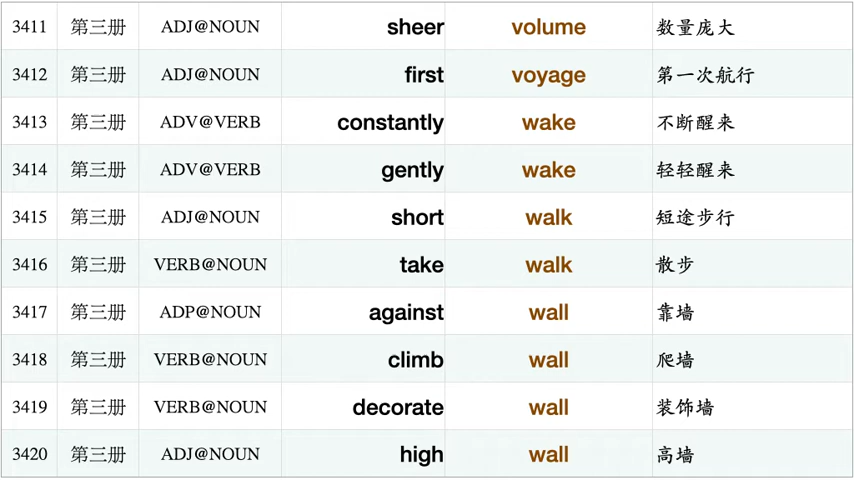 3411 第三册 ADJ@NOUN sheer volume 数量庞大
3412 第三册 ADJ@NOUN first voyage 第一次航行
3413 第三册 ADV@VERB constantly wake 不断醒来
3414 第三册 ADV@VERB gently wake 轻轻醒来
3415 第三册 ADJ@NOUN short walk 短途步行
3416 第三册 VERB@NOUN take walk 散步
3417 第三册 ADP@NOUN against wall 靠墙
3418 第三册 VERB@NOUN climb wall 爬墙
3419 第三册 VERB@NOUN decorate wall 装饰墙
3420 第三册 ADJ@NOUN high wall 高墙